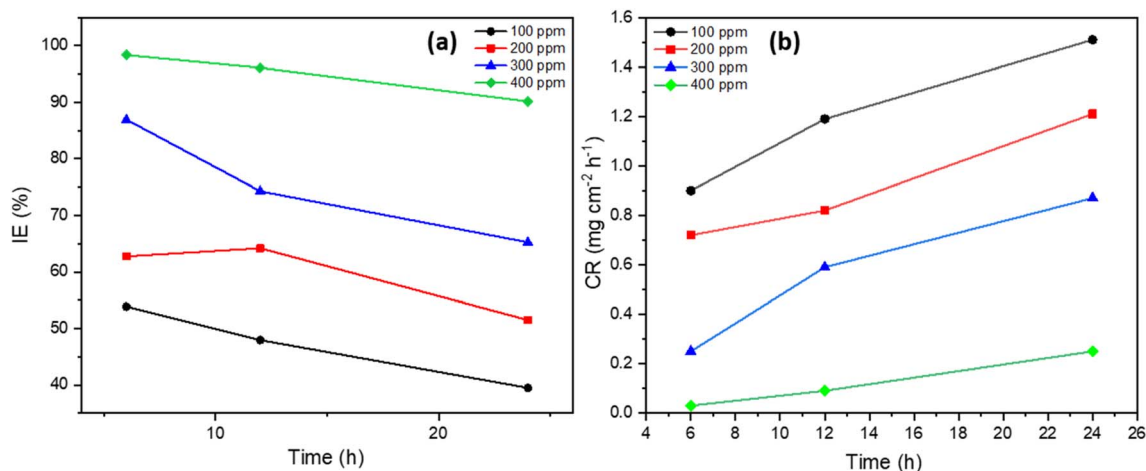 (a)
100 ppm
200 ppm
300 ppm
400 ppm
100
90
80
70
60
50
40
IE (%)
10
20
Time (h)
(b)
100 ppm
200 ppm
300 ppm
400 ppm
1.6
1.4
1.2
1.0
0.8
0.6
0.4
0.2
0.0
CR (mg cm⁻² h⁻¹)
4 6 8 10 12 14 16 18 20 22 24 26
Time (h)